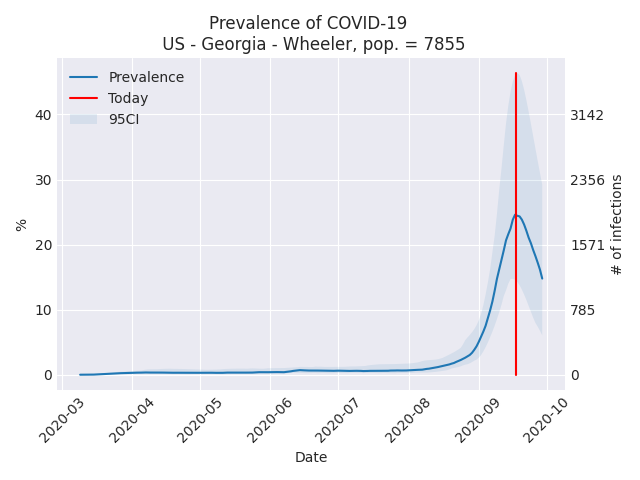 Prevalence of COVID-19
US - Georgia - Wheeler, pop. = 7855
Prevalence
Today
95CI
40
30
20
10
0
%
3142
2356
1571
785
0
# of infections
2020-03
2020-04
2020-05
2020-06
2020-07
2020-08
2020-09
2020-10
Date